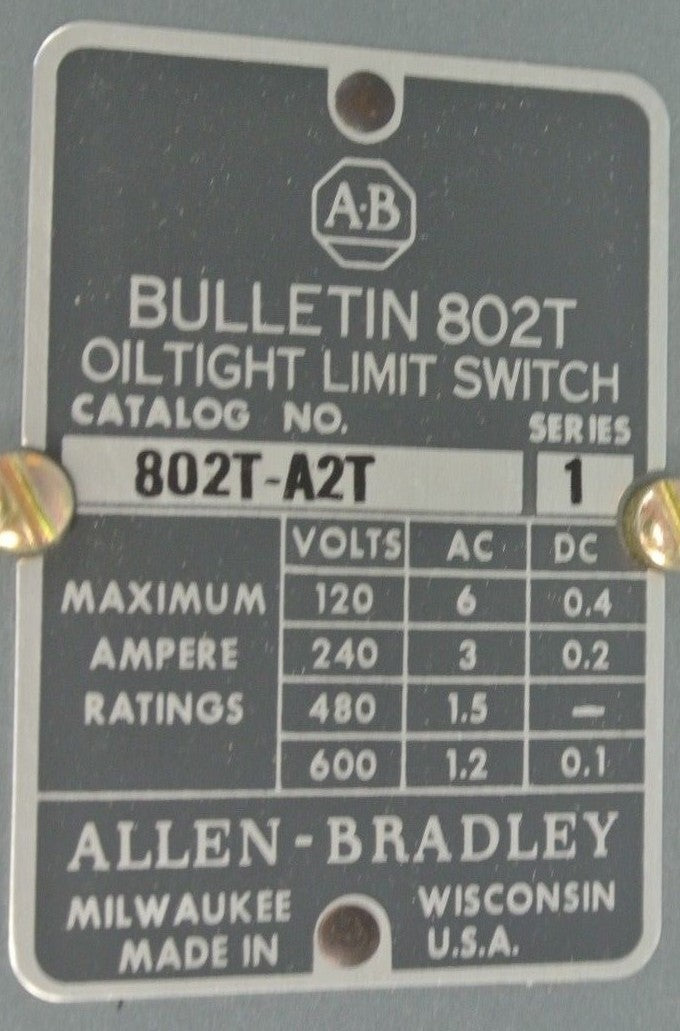 A·B
BULLETIN 802T
OILTIGHT LIMIT SWITCH
CATALOG NO. SERIES
802T-A2T 1
VOLTS AC DC
MAXIMUM 120 6 0.4
AMPERE 240 3 0.2
RATINGS 480 1.5 —
600 1.2 0.1
ALLEN-BRADLEY
MILWAUKEE WISCONSIN
MADE IN U.S.A.